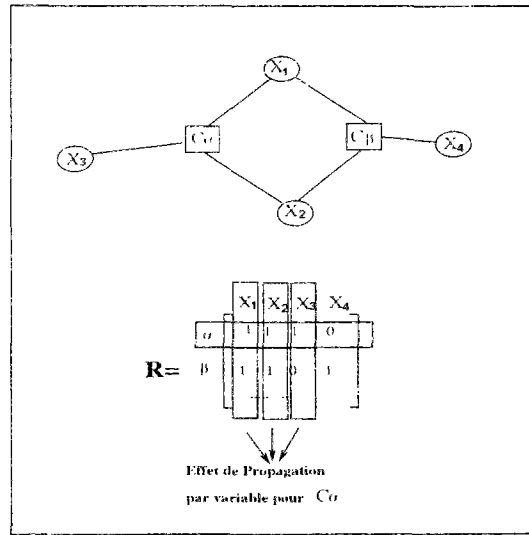 X₁
Cα Cβ
X₃ X₄
X₂
X₁ X₂ X₃ X₄
α 1 1 1 0
R= β 1 1 0 1
Effet de Propagation
par variable pour Cα